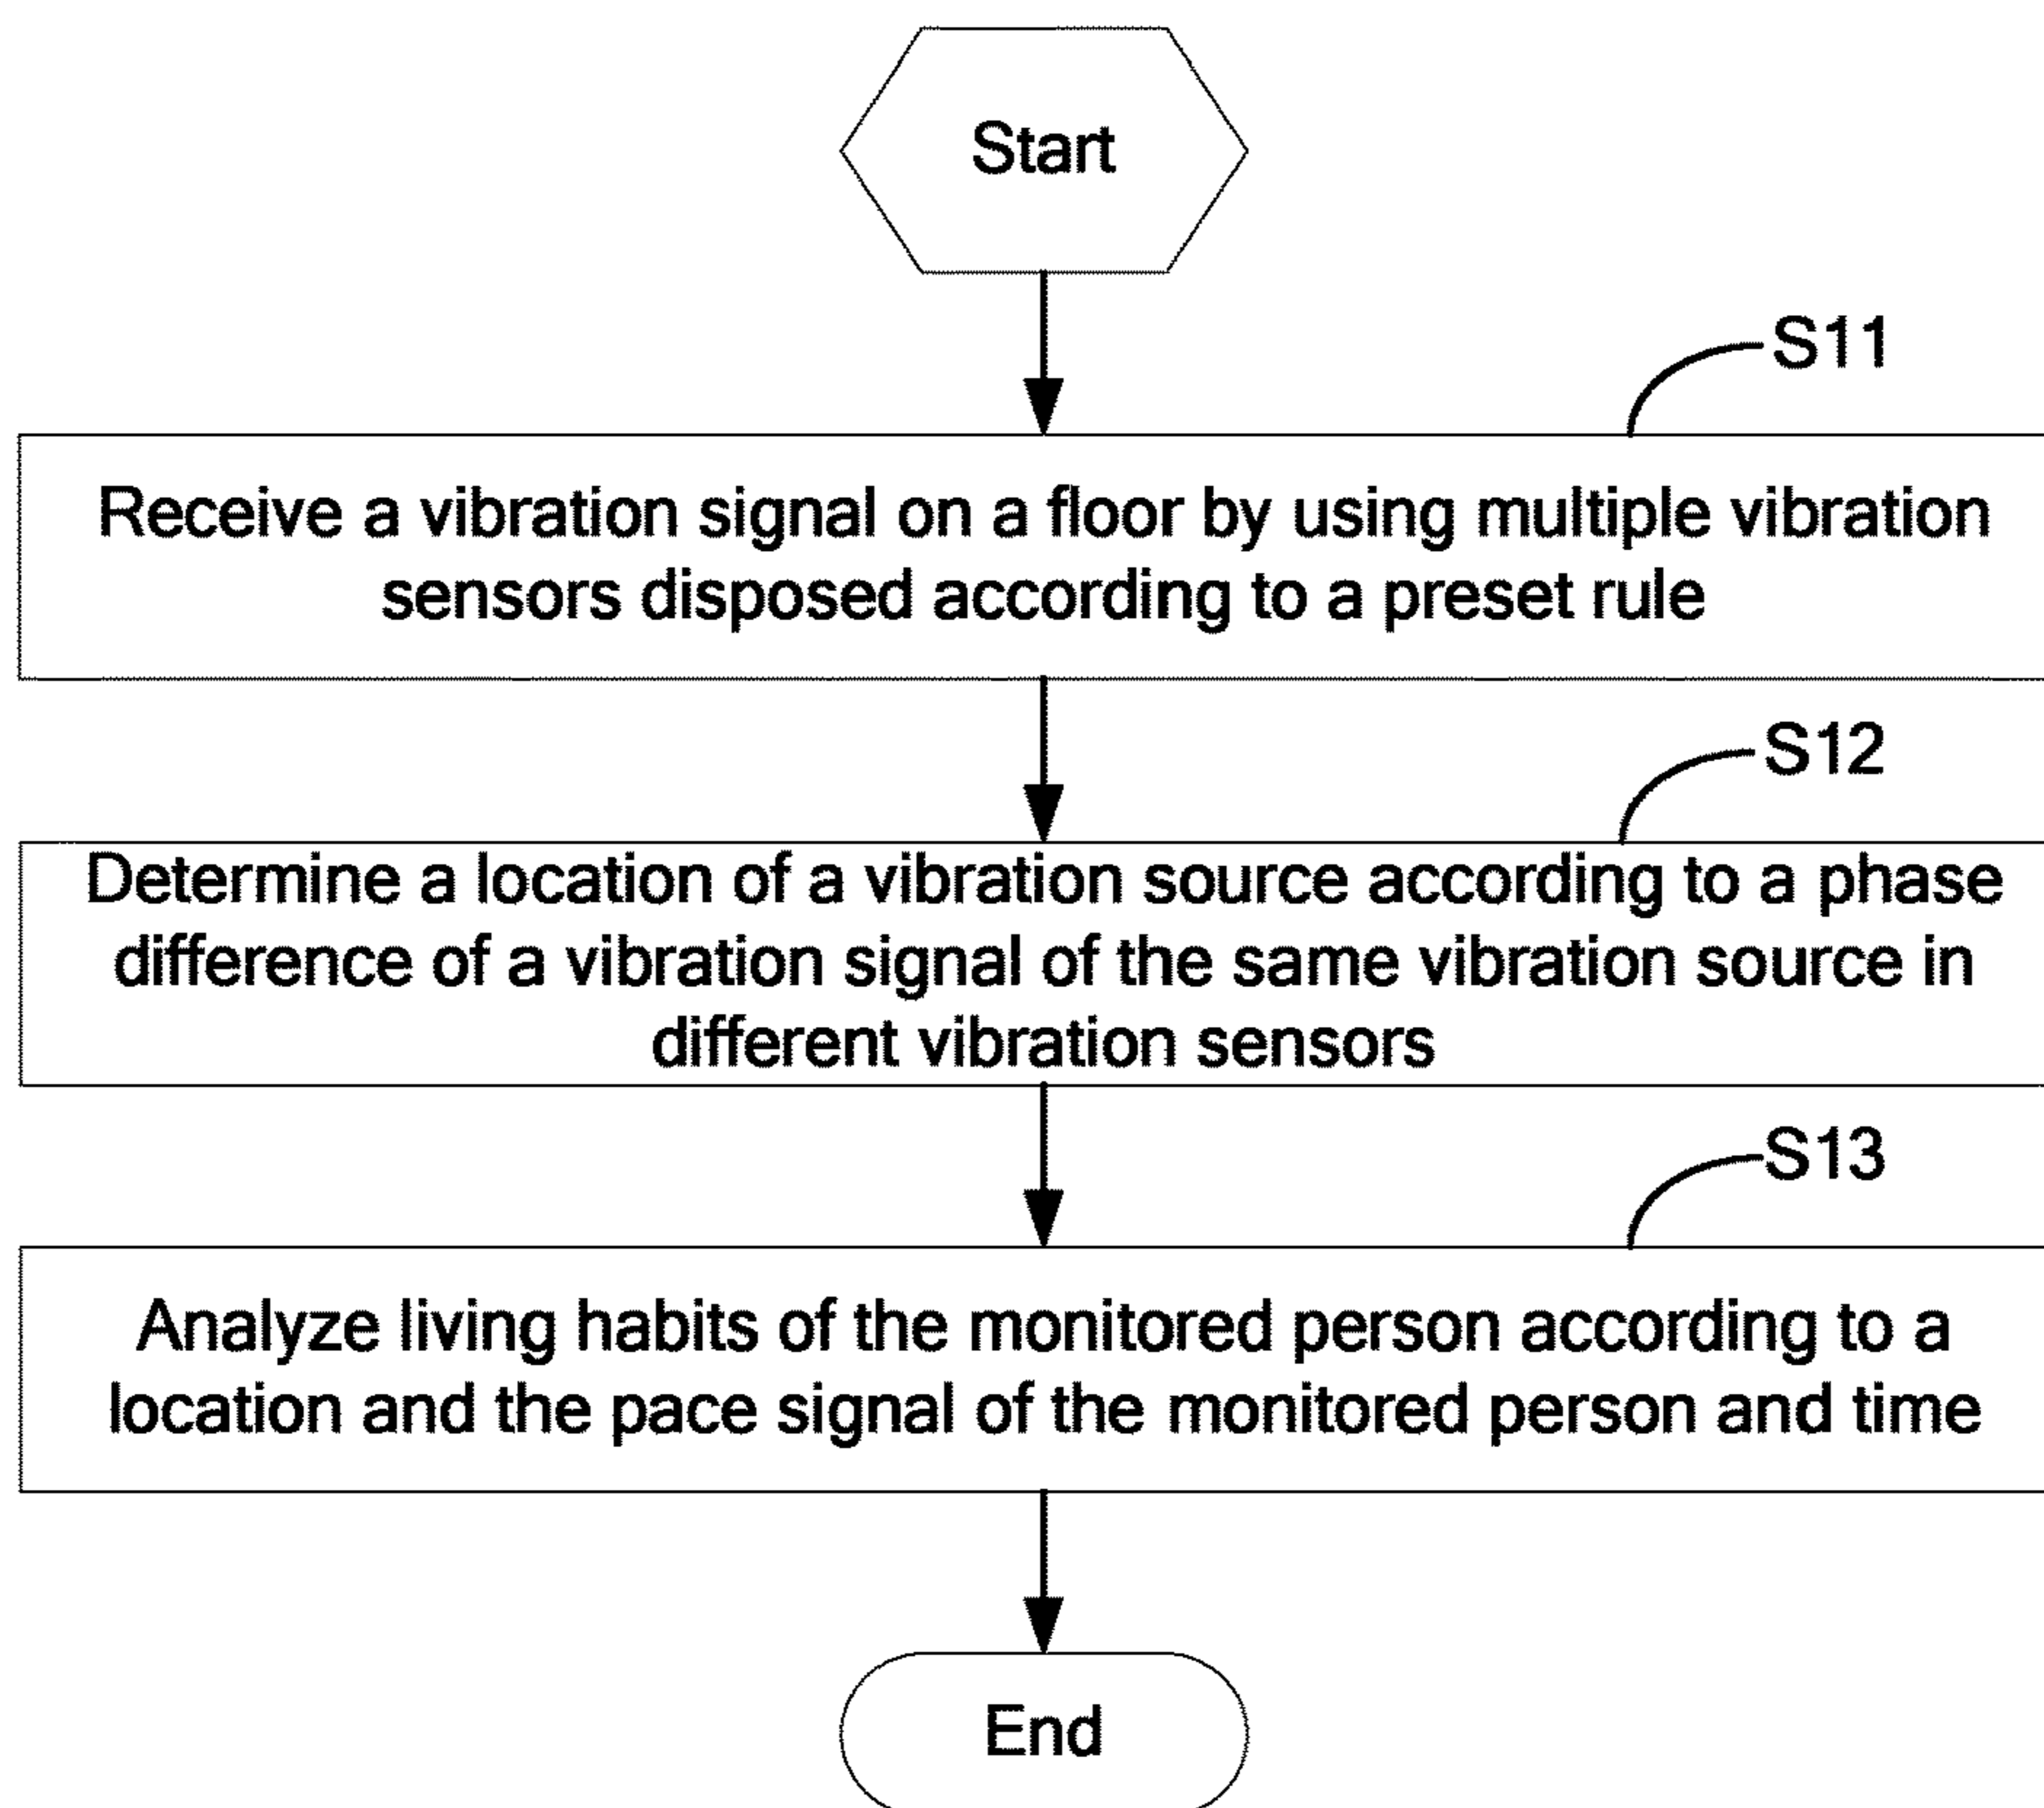 Start
S11
Receive a vibration signal on a floor by using multiple vibration
sensors disposed according to a preset rule
S12
Determine a location of a vibration source according to a phase
difference of a vibration signal of the same vibration source in
different vibration sensors
S13
Analyze living habits of the monitored person according to a
location and the pace signal of the monitored person and time
End